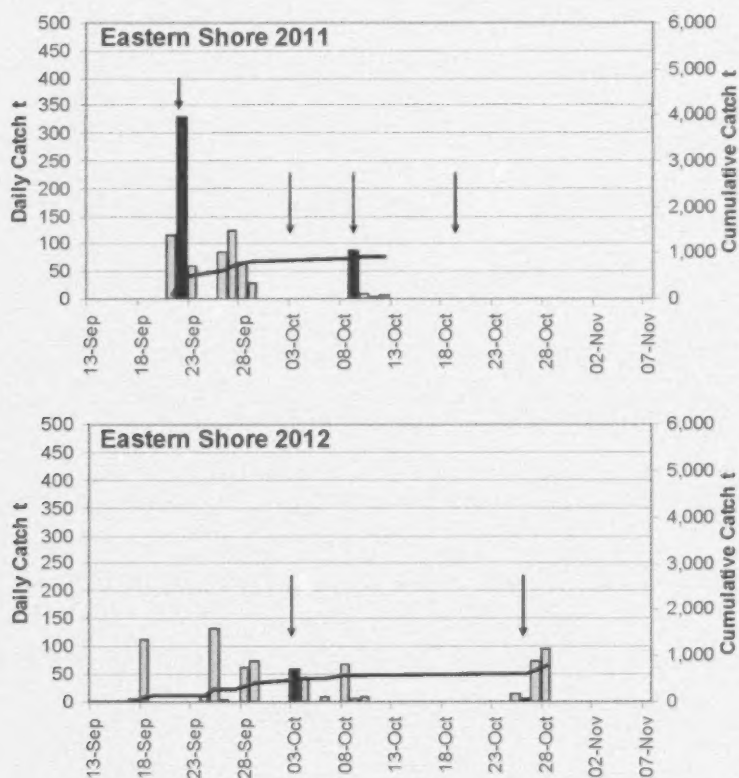 Eastern Shore 2011
Daily Catch t
500
450
400
350
300
250
200
150
100
50
0
6,000
5,000
4,000
3,000
2,000
1,000
0
Cumulative Catch t
13-Sep
18-Sep
23-Sep
28-Sep
03-Oct
08-Oct
13-Oct
18-Oct
23-Oct
28-Oct
02-Nov
07-Nov
Eastern Shore 2012
Daily Catch t
500
450
400
350
300
250
200
150
100
50
0
6,000
5,000
4,000
3,000
2,000
1,000
0
Cumulative Catch t
13-Sep
18-Sep
23-Sep
28-Sep
03-Oct
08-Oct
13-Oct
18-Oct
23-Oct
28-Oct
02-Nov
07-Nov